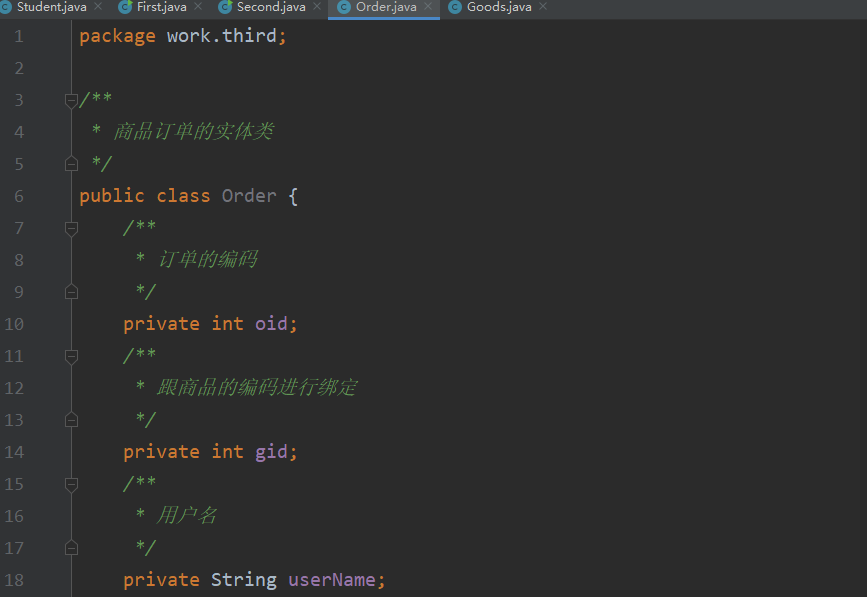 Student.java First.java Second.java Order.java Goods.java
1 package work.third;
2
3 /**
4 * 商品订单的实体类
5 */
6 public class Order {
7 /**
8 * 订单的编码
9 */
10 private int oid;
11 /**
12 * 跟商品的编码进行绑定
13 */
14 private int gid;
15 /**
16 * 用户名
17 */
18 private String userName;